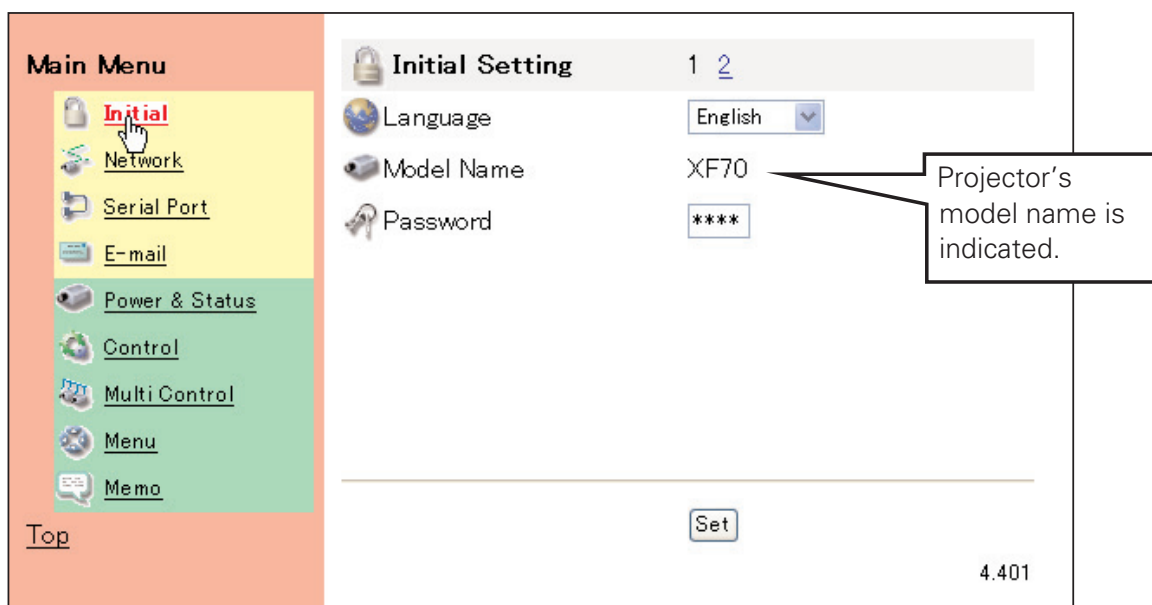 Main Menu
Initial
Network
Serial Port
E-mail
Power & Status
Control
Multi Control
Menu
Memo
Top
Initial Setting 1 2
Language English
Model Name XF70
Password ****
Projector's
model name is
indicated.
Set
4.401